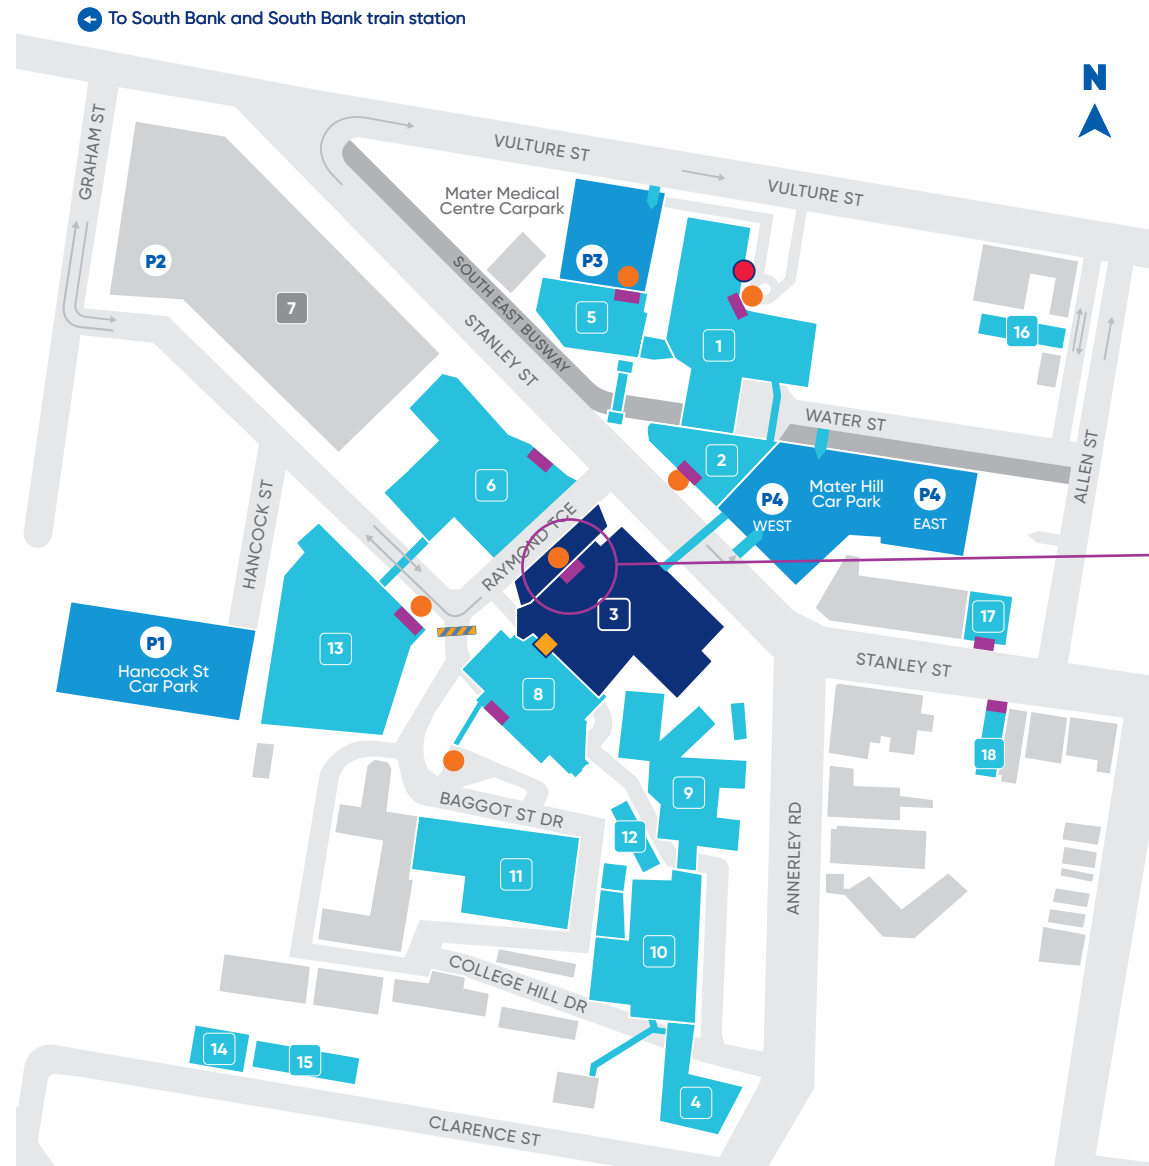 To South Bank and South Bank train station
N
GRAHAM ST
VULTURE ST
VULTURE ST
Mater Medical
Centre Carpark
P2
P3
7
5
1
16
SOUTH EAST BUSWAY
STANLEY ST
WATER ST
ALLEN ST
2
6
P4
WEST
Mater Hill
Car Park
P4
EAST
HANCOCK ST
RAYMOND TCE
3
17
P1
Hancock St
Car Park
13
8
STANLEY ST
18
9
BAGGOT ST DR
12
ANNERLEY RD
11
10
COLLEGE HILL DR
14
15
4
CLARENCE ST